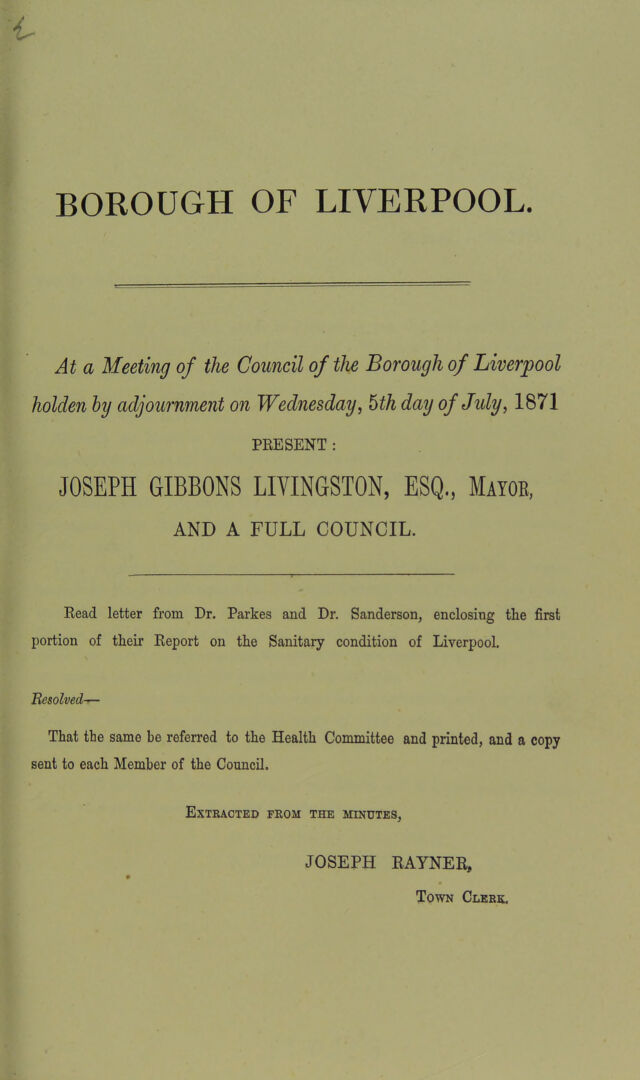 BOROUGH OF LIVERPOOL.
At a Meeting of the Council of the Borough of Liverpool
holden by adjournment on Wednesday, 5th day of July, 1871
PRESENT :
JOSEPH GIBBONS LIVINGSTON, ESQ., MAYOR,
AND A FULL COUNCIL.
Read letter from Dr. Parkes and Dr. Sanderson, enclosing the first
portion of their Report on the Sanitary condition of Liverpool.
Resolved—
That the same be referred to the Health Committee and printed, and a copy
sent to each Member of the Council.
EXTRACTED FROM THE MINUTES,
JOSEPH RAYNER,
TOWN CLERK.